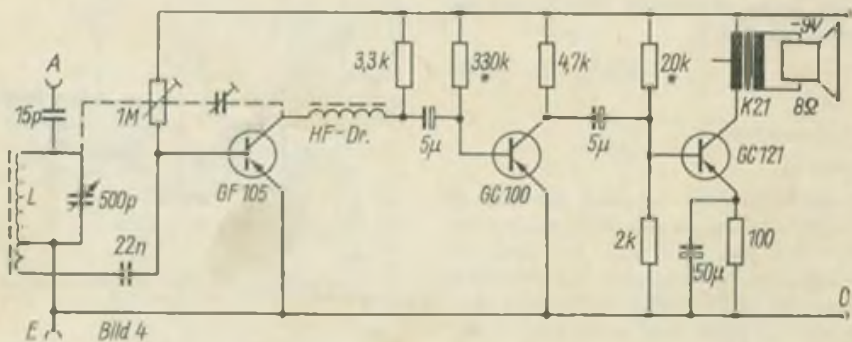 A
15p
L
500p
22n
E
Bild 4
1M
GF 105
HF-Dr.
3,3k
5µ
330k
*
GC 100
4,7k
5µ
20k
*
2k
50µ
100
GC 121
K21
-9V
8Ω
0